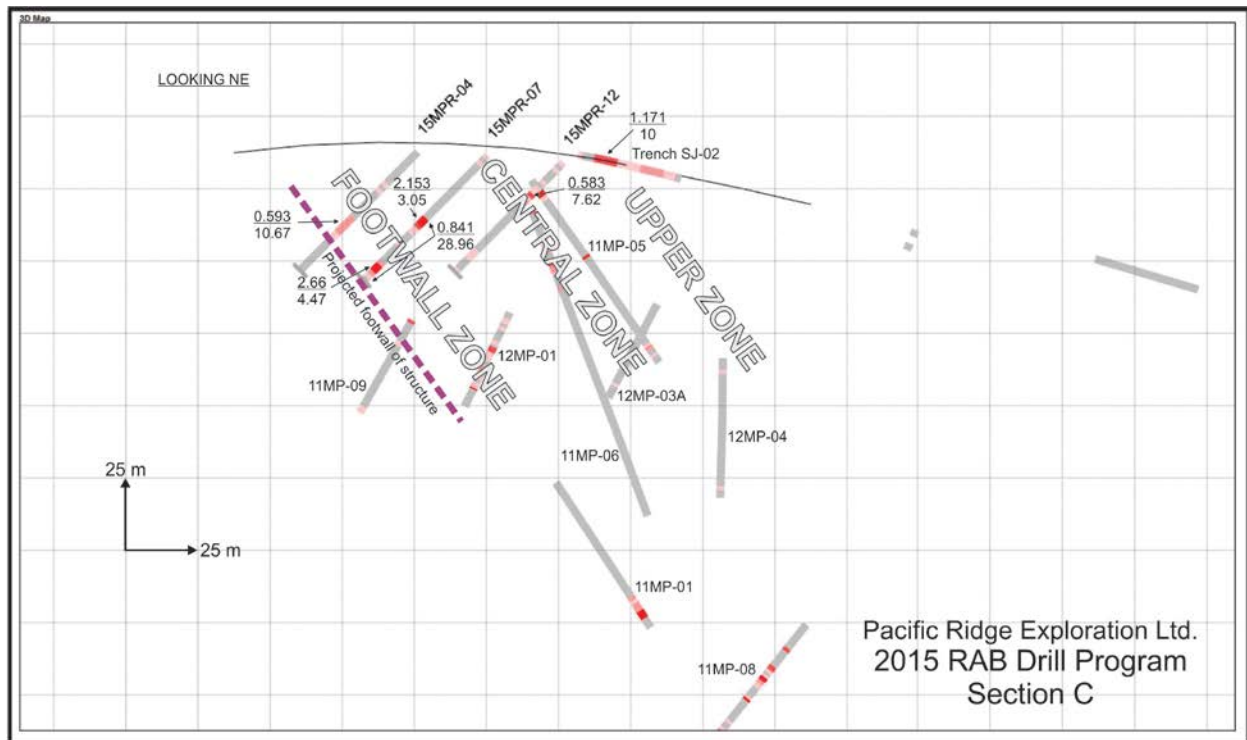 3D Map
LOOKING NE
15MPR-04
15MPR-07
15MPR-12
1.171
10
Trench SJ-02
FOOTWALL ZONE
CENTRAL ZONE
UPPER ZONE
2.153
3.05
0.583
7.62
0.593
10.67
0.841
28.96
11MP-05
2.66
4.47
Projected footwall of structure
12MP-01
11MP-09
12MP-03A
12MP-04
11MP-06
25 m
25 m
11MP-01
11MP-08
Pacific Ridge Exploration Ltd.
2015 RAB Drill Program
Section C